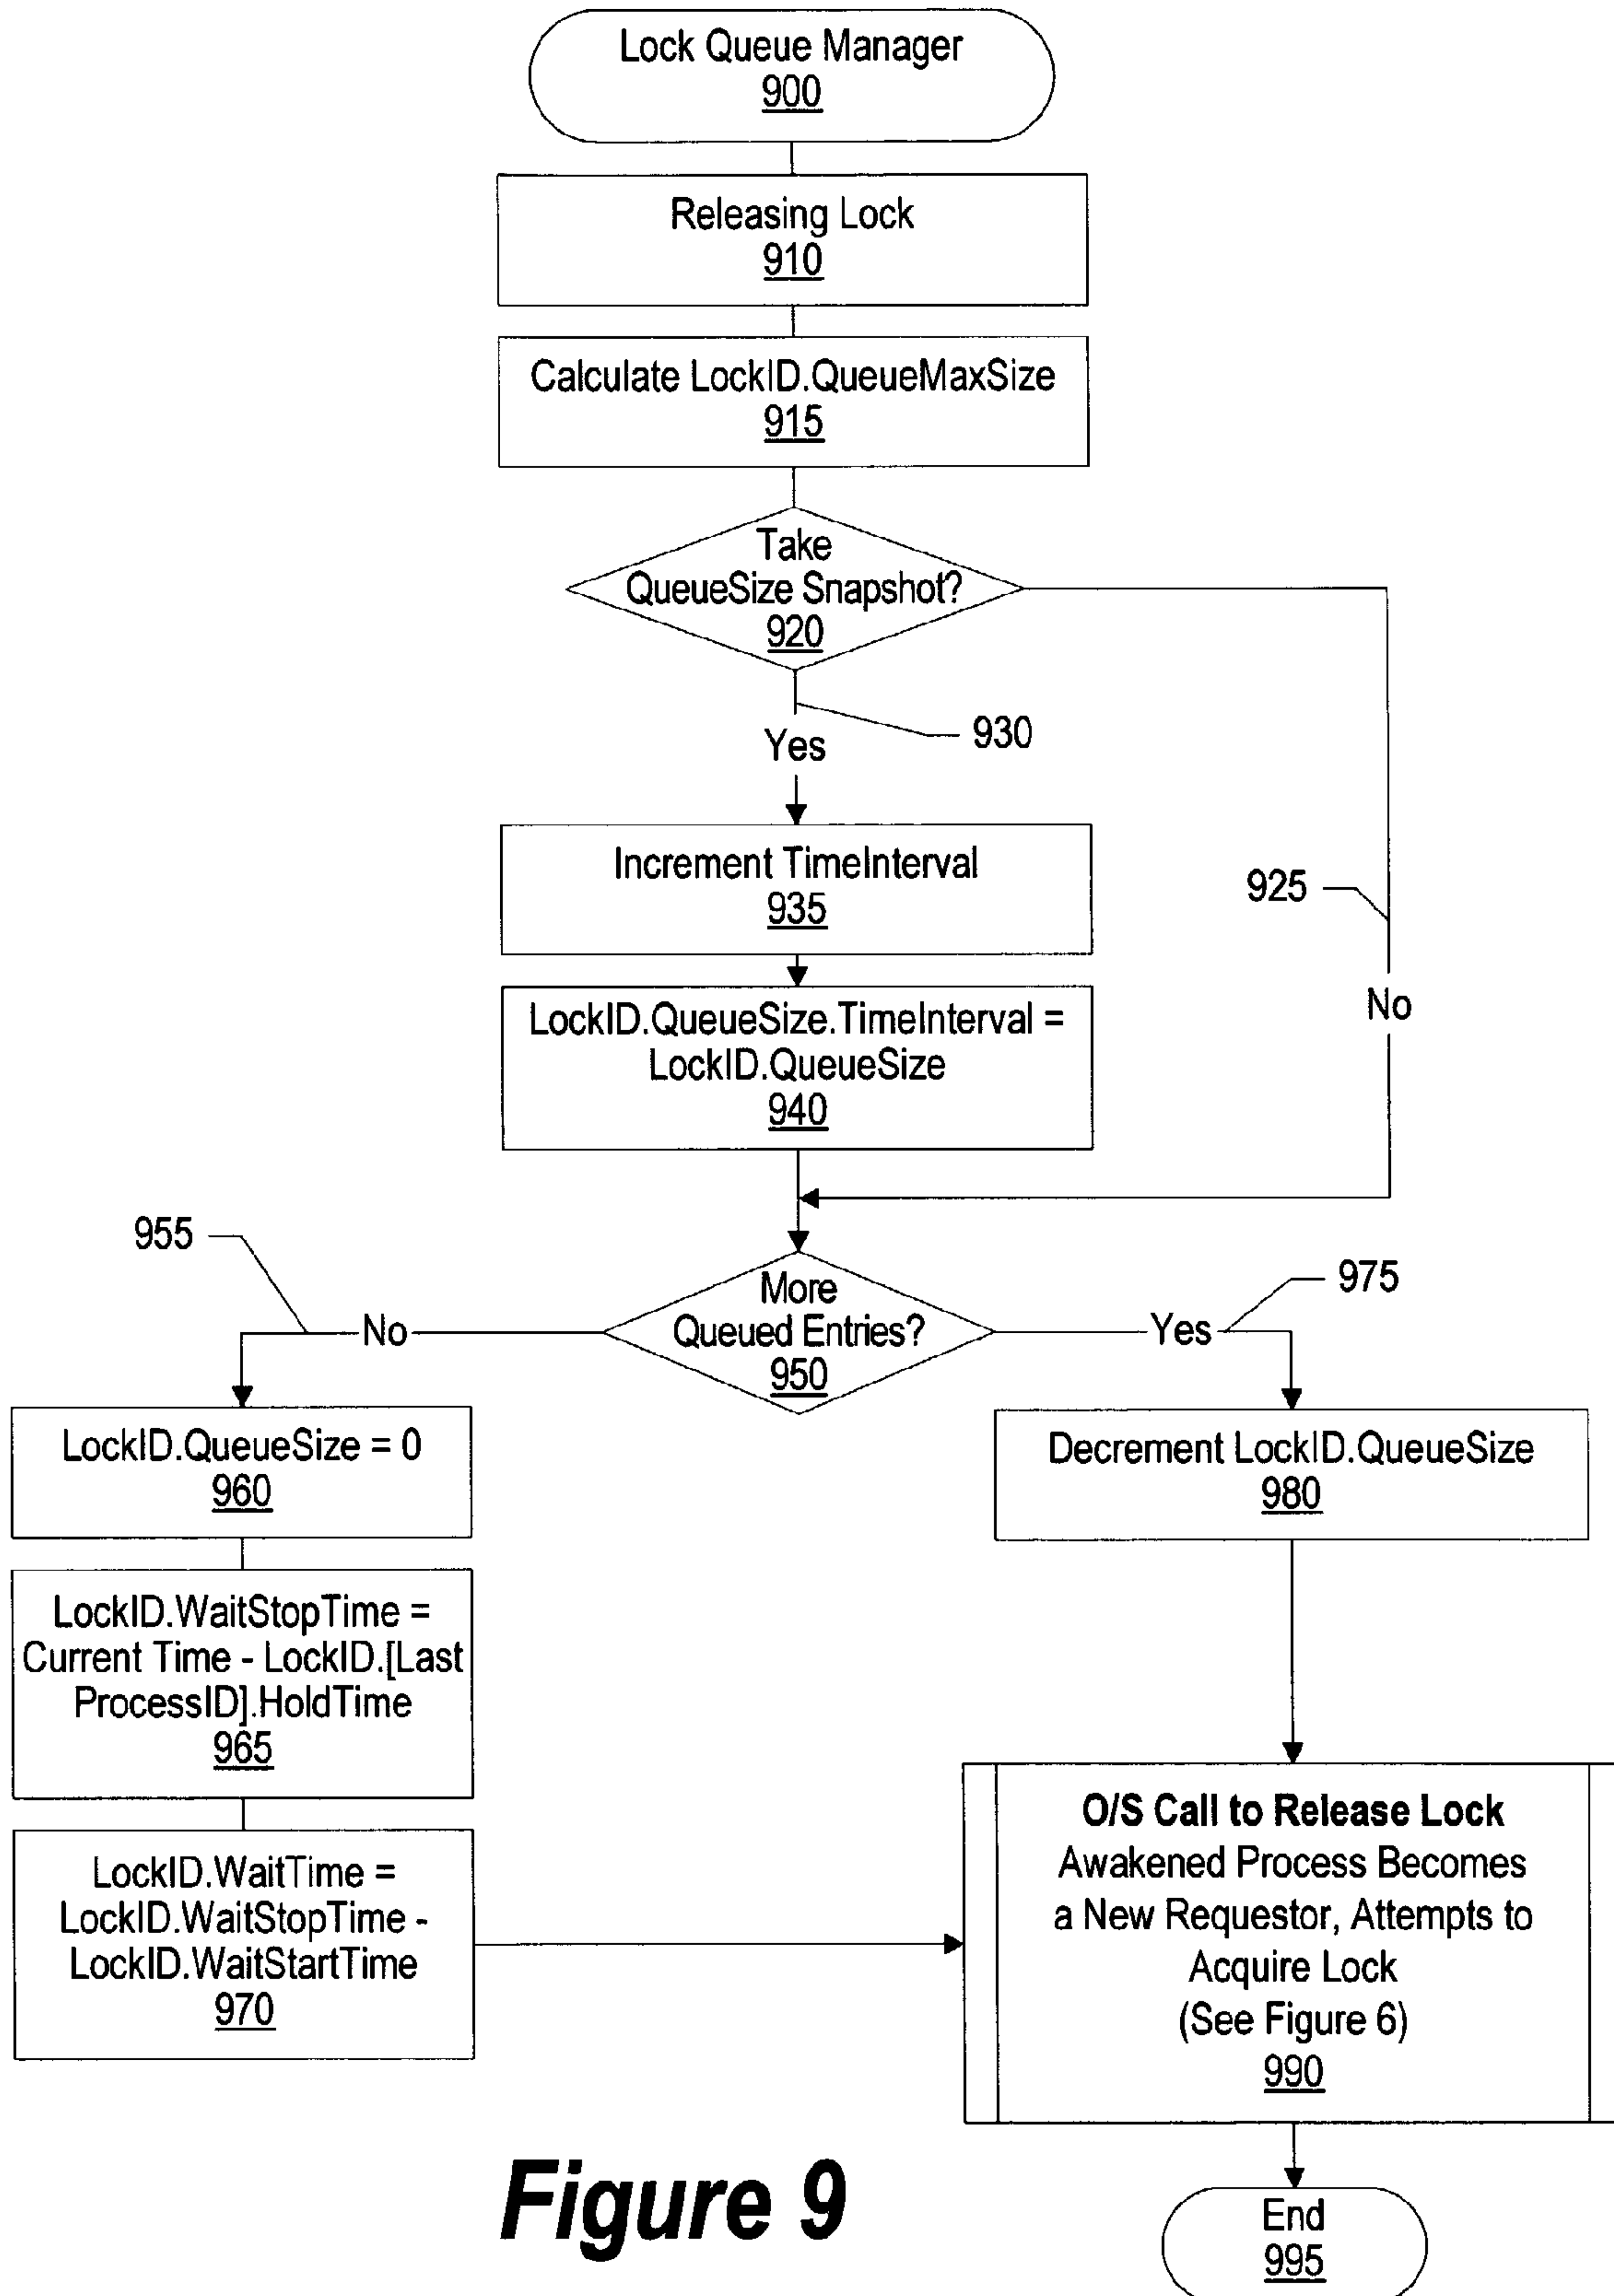 Lock Queue Manager
900
Releasing Lock
910
Calculate LockID.QueueMaxSize
915
Take
QueueSize Snapshot?
920
930
Yes
Increment TimeInterval
935
925
No
LockID.QueueSize.TimeInterval =
LockID.QueueSize
940
955
975
More
Queued Entries?
950
No
Yes
LockID.QueueSize = 0
960
Decrement LockID.QueueSize
980
LockID.WaitStopTime =
Current Time - LockID.[Last
ProcessID].HoldTime
965
LockID.WaitTime =
LockID.WaitStopTime -
LockID.WaitStartTime
970
O/S Call to Release Lock
Awakened Process Becomes
a New Requestor, Attempts to
Acquire Lock
(See Figure 6)
990
Figure 9
End
995